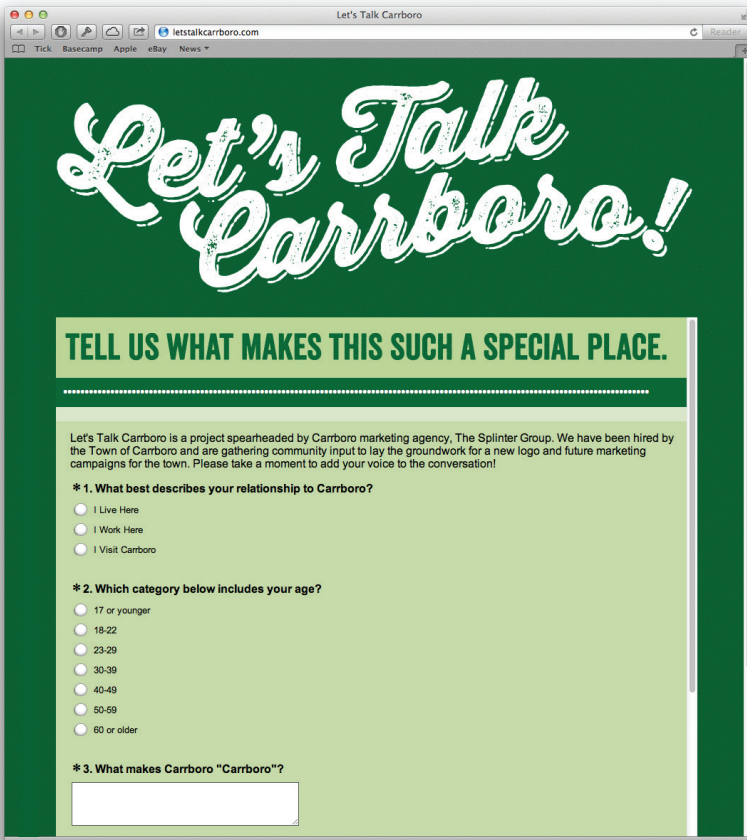 Let's Talk Carrboro
letstalkcarrboro.com
Reader
Tick Basecamp Apple eBay News
Let's Talk
Carrboro!
TELL US WHAT MAKES THIS SUCH A SPECIAL PLACE.
Let's Talk Carrboro is a project spearheaded by Carrboro marketing agency, The Splinter Group. We have been hired by
the Town of Carrboro and are gathering community input to lay the groundwork for a new logo and future marketing
campaigns for the town. Please take a moment to add your voice to the conversation!
* 1. What best describes your relationship to Carrboro?
I Live Here
I Work Here
I Visit Carrboro
* 2. Which category below includes your age?
17 or younger
18-22
23-29
30-39
40-49
50-59
60 or older
* 3. What makes Carrboro "Carrboro"?